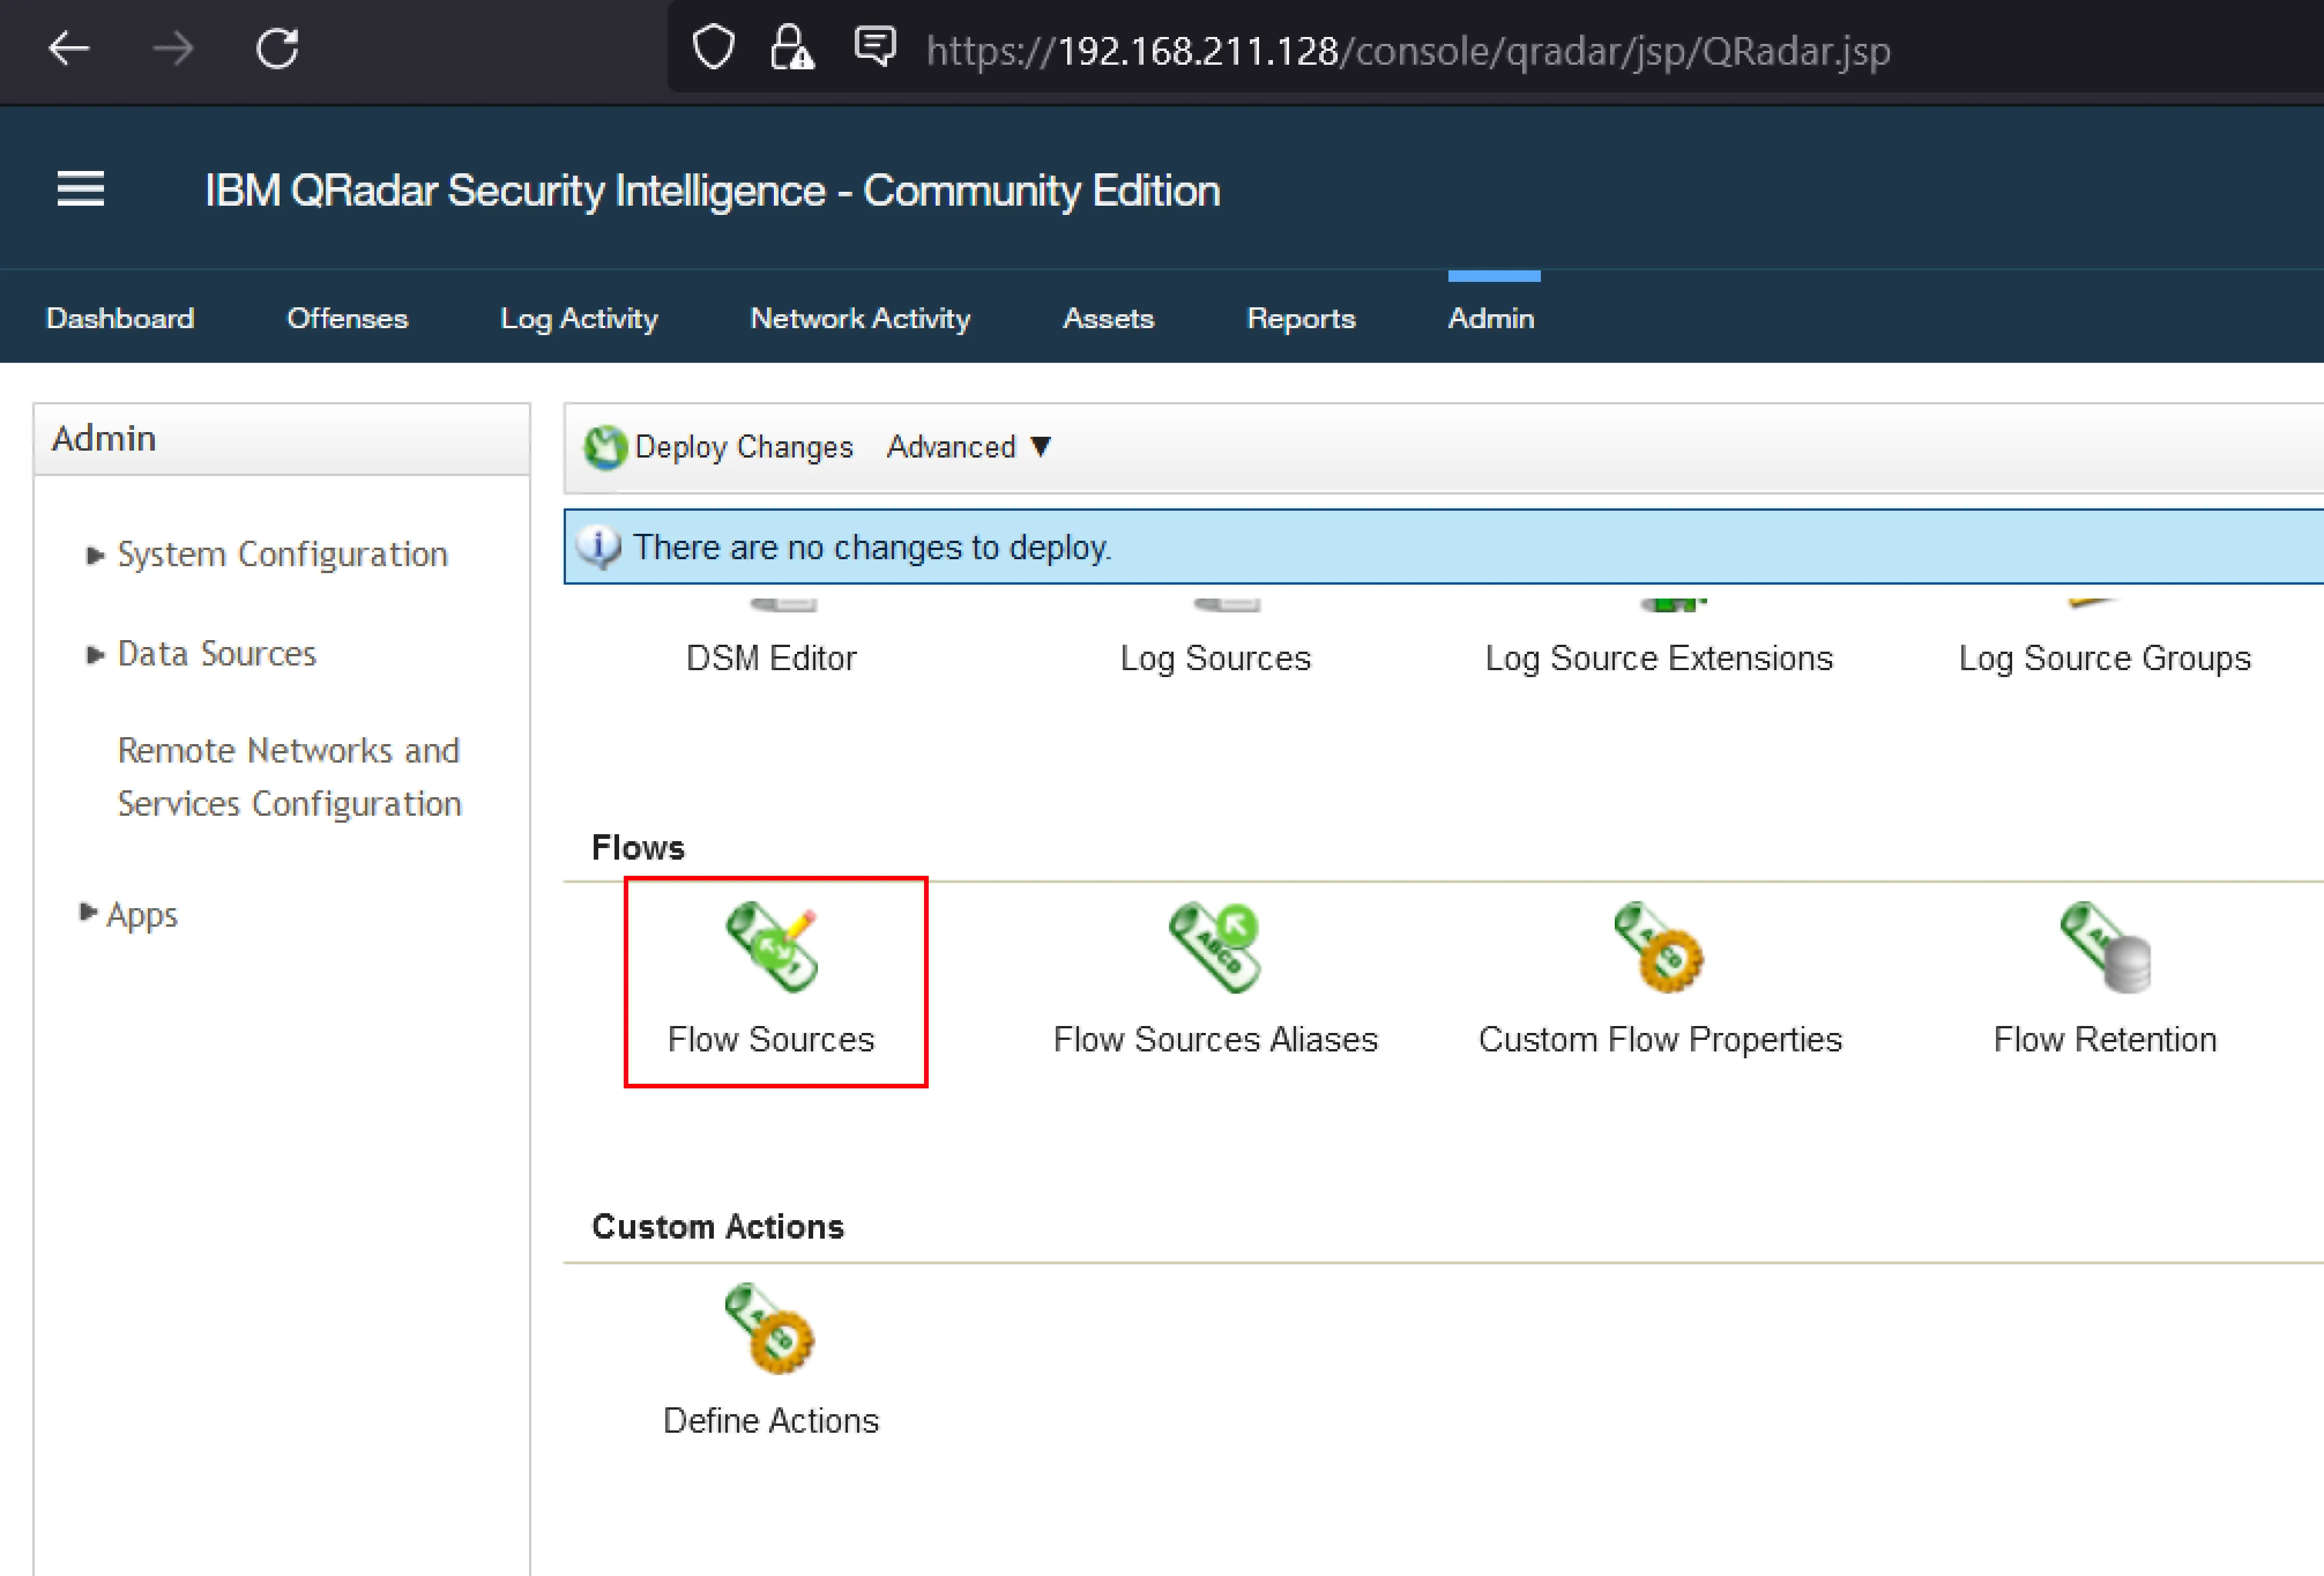 https://192.168.211.128/console/qradar/jsp/QRadar.jsp
IBM QRadar Security Intelligence - Community Edition
Dashboard Offenses Log Activity Network Activity Assets Reports Admin
Admin
System Configuration
Data Sources
Remote Networks and
Services Configuration
Apps
Deploy Changes Advanced ▼
There are no changes to deploy.
DSM Editor Log Sources Log Source Extensions Log Source Groups
Flows
Flow Sources Flow Sources Aliases Custom Flow Properties Flow Retention
Custom Actions
Define Actions